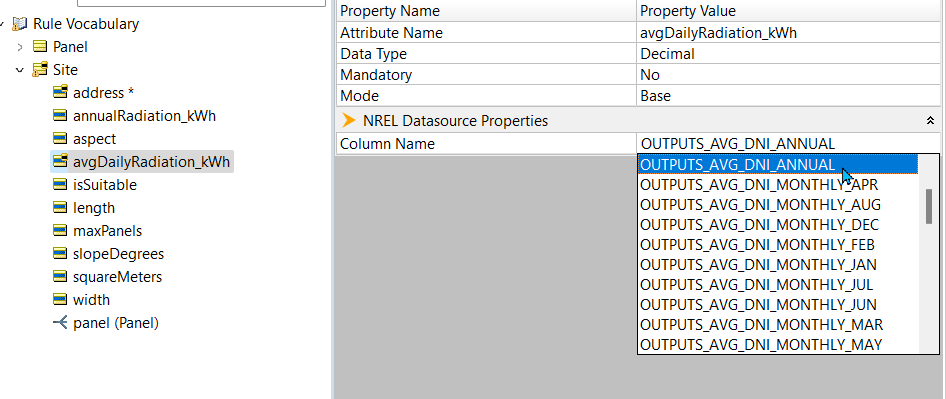 Rule Vocabulary
Panel
Site
address *
annualRadiation_kWh
aspect
avgDailyRadiation_kWh
isSuitable
length
maxPanels
slopeDegrees
squareMeters
width
panel (Panel)
Property Name Property Value
Attribute Name avgDailyRadiation_kWh
Data Type Decimal
Mandatory No
Mode Base
NREL Datasource Properties
Column Name OUTPUTS_AVG_DNI_ANNUAL
OUTPUTS_AVG_DNI_ANNUAL
OUTPUTS_AVG_DNI_MONTHLY_APR
OUTPUTS_AVG_DNI_MONTHLY_AUG
OUTPUTS_AVG_DNI_MONTHLY_DEC
OUTPUTS_AVG_DNI_MONTHLY_FEB
OUTPUTS_AVG_DNI_MONTHLY_JAN
OUTPUTS_AVG_DNI_MONTHLY_JUL
OUTPUTS_AVG_DNI_MONTHLY_JUN
OUTPUTS_AVG_DNI_MONTHLY_MAR
OUTPUTS_AVG_DNI_MONTHLY_MAY